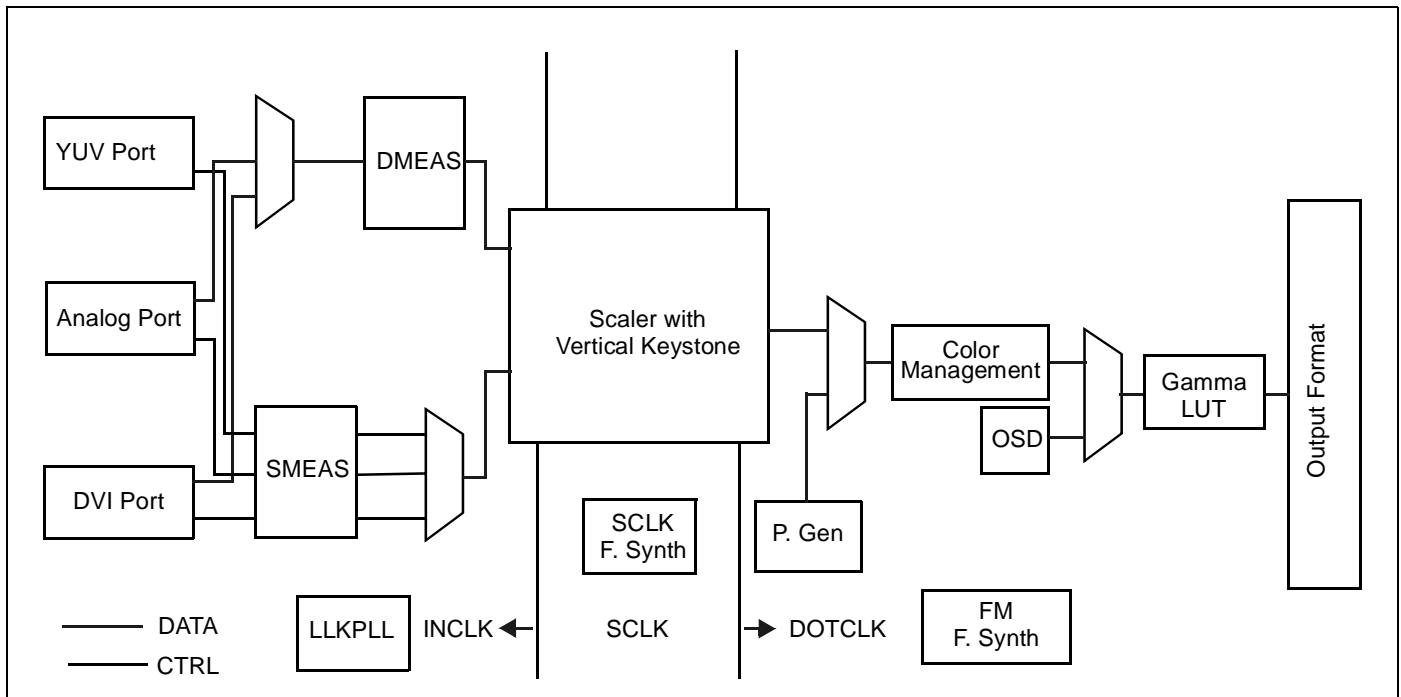 YUV Port
DMEAS
Analog Port
Scaler with
Vertical Keystone
Color
Management
Gamma
LUT
Output Format
OSD
SMEAS
DVI Port
SCLK
F. Synth
P. Gen
DATA
CTRL
LLKPLL
INCLK
SCLK
DOTCLK
FM
F. Synth